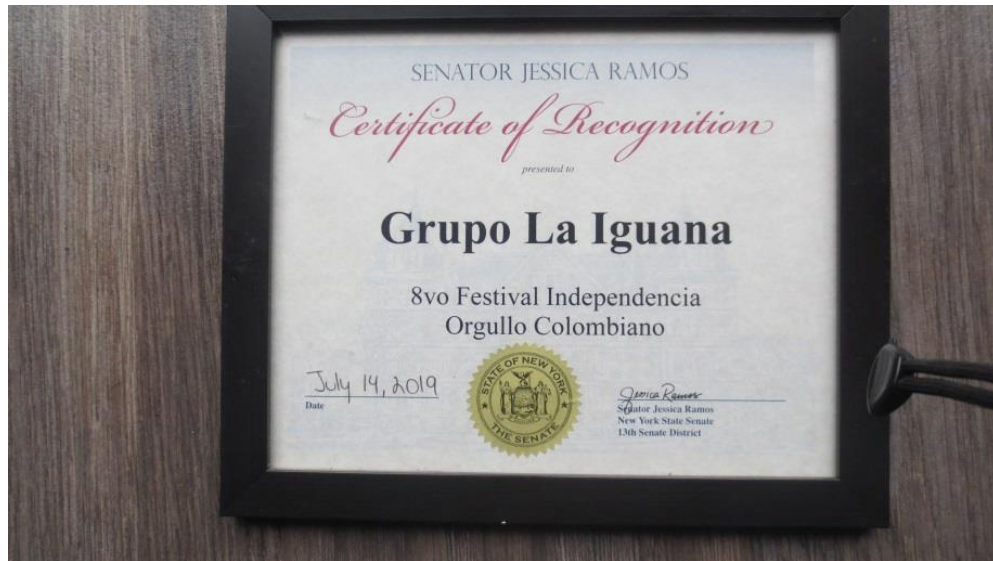 SENATOR JESSICA RAMOS
Certificate of Recognition
presented to
Grupo La Iguana
8vo Festival Independencia
Orgullo Colombiano
July 14, 2019
Date
STATE OF NEW YORK
THE SENATE
Jessica Ramos
Senator Jessica Ramos
New York State Senate
13th Senate District